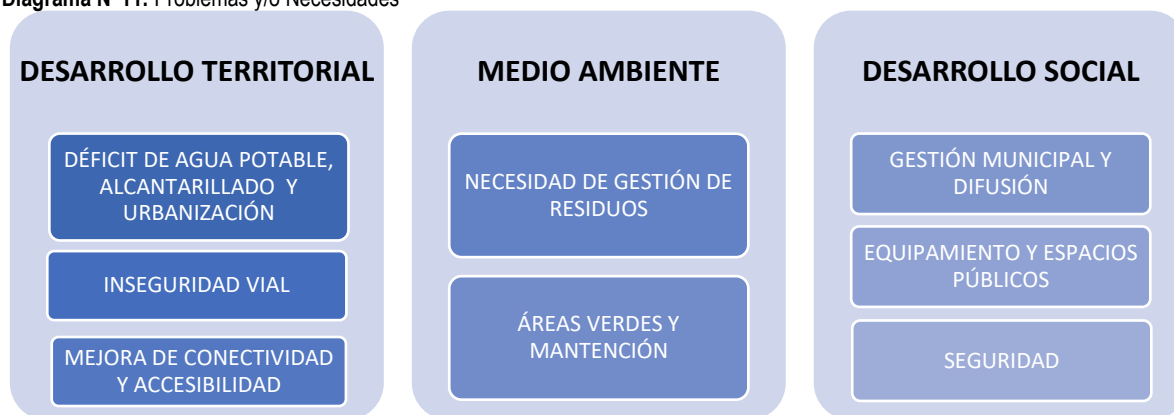 Diagrama N° 11: Problemas y/o Necesidades
DESARROLLO TERRITORIAL
DÉFICIT DE AGUA POTABLE,
ALCANTARILLADO Y
URBANIZACIÓN
INSEGURIDAD VIAL
MEJORA DE CONECTIVIDAD
Y ACCESIBILIDAD
MEDIO AMBIENTE
NECESIDAD DE GESTIÓN DE
RESIDUOS
ÁREAS VERDES Y
MANTENCIÓN
DESARROLLO SOCIAL
GESTIÓN MUNICIPAL Y
DIFUSIÓN
EQUIPAMIENTO Y ESPACIOS
PÚBLICOS
SEGURIDAD